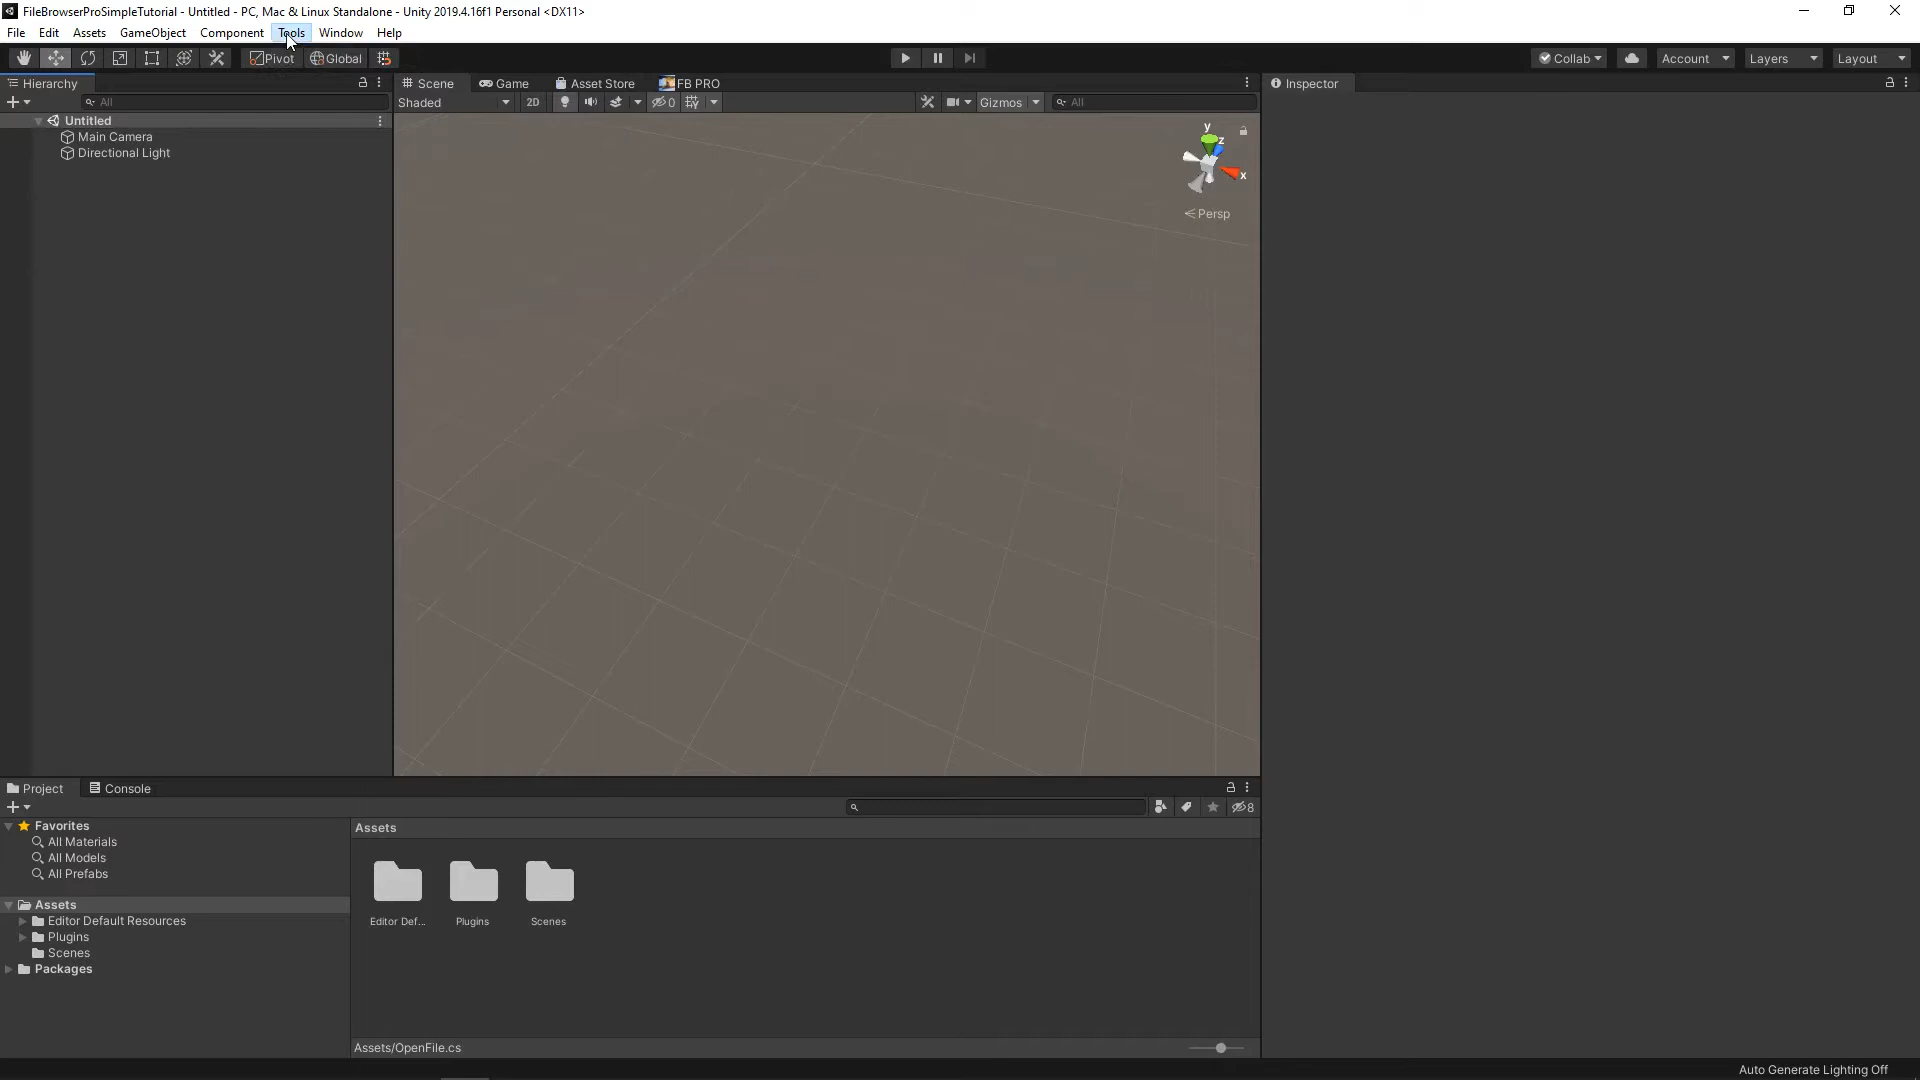 FileBrowserProSimpleTutorial - Untitled - PC, Mac & Linux Standalone - Unity 2019.4.16f1 Personal <DX11>
File Edit Assets GameObject Component Tools Window Help
Pivot Global Collab Account Layers Layout
Hierarchy Scene Game Asset Store FB PRO Inspector
All Shaded 2D 0 Gizmos All
Untitled
Main Camera
Directional Light
y
z
x
Persp
Project Console
8
Favorites
All Materials
All Models
All Prefabs
Assets
Editor Default Resources
Plugins
Scenes
Packages
Assets
Editor Def... Plugins Scenes
Assets/OpenFile.cs
Auto Generate Lighting Off